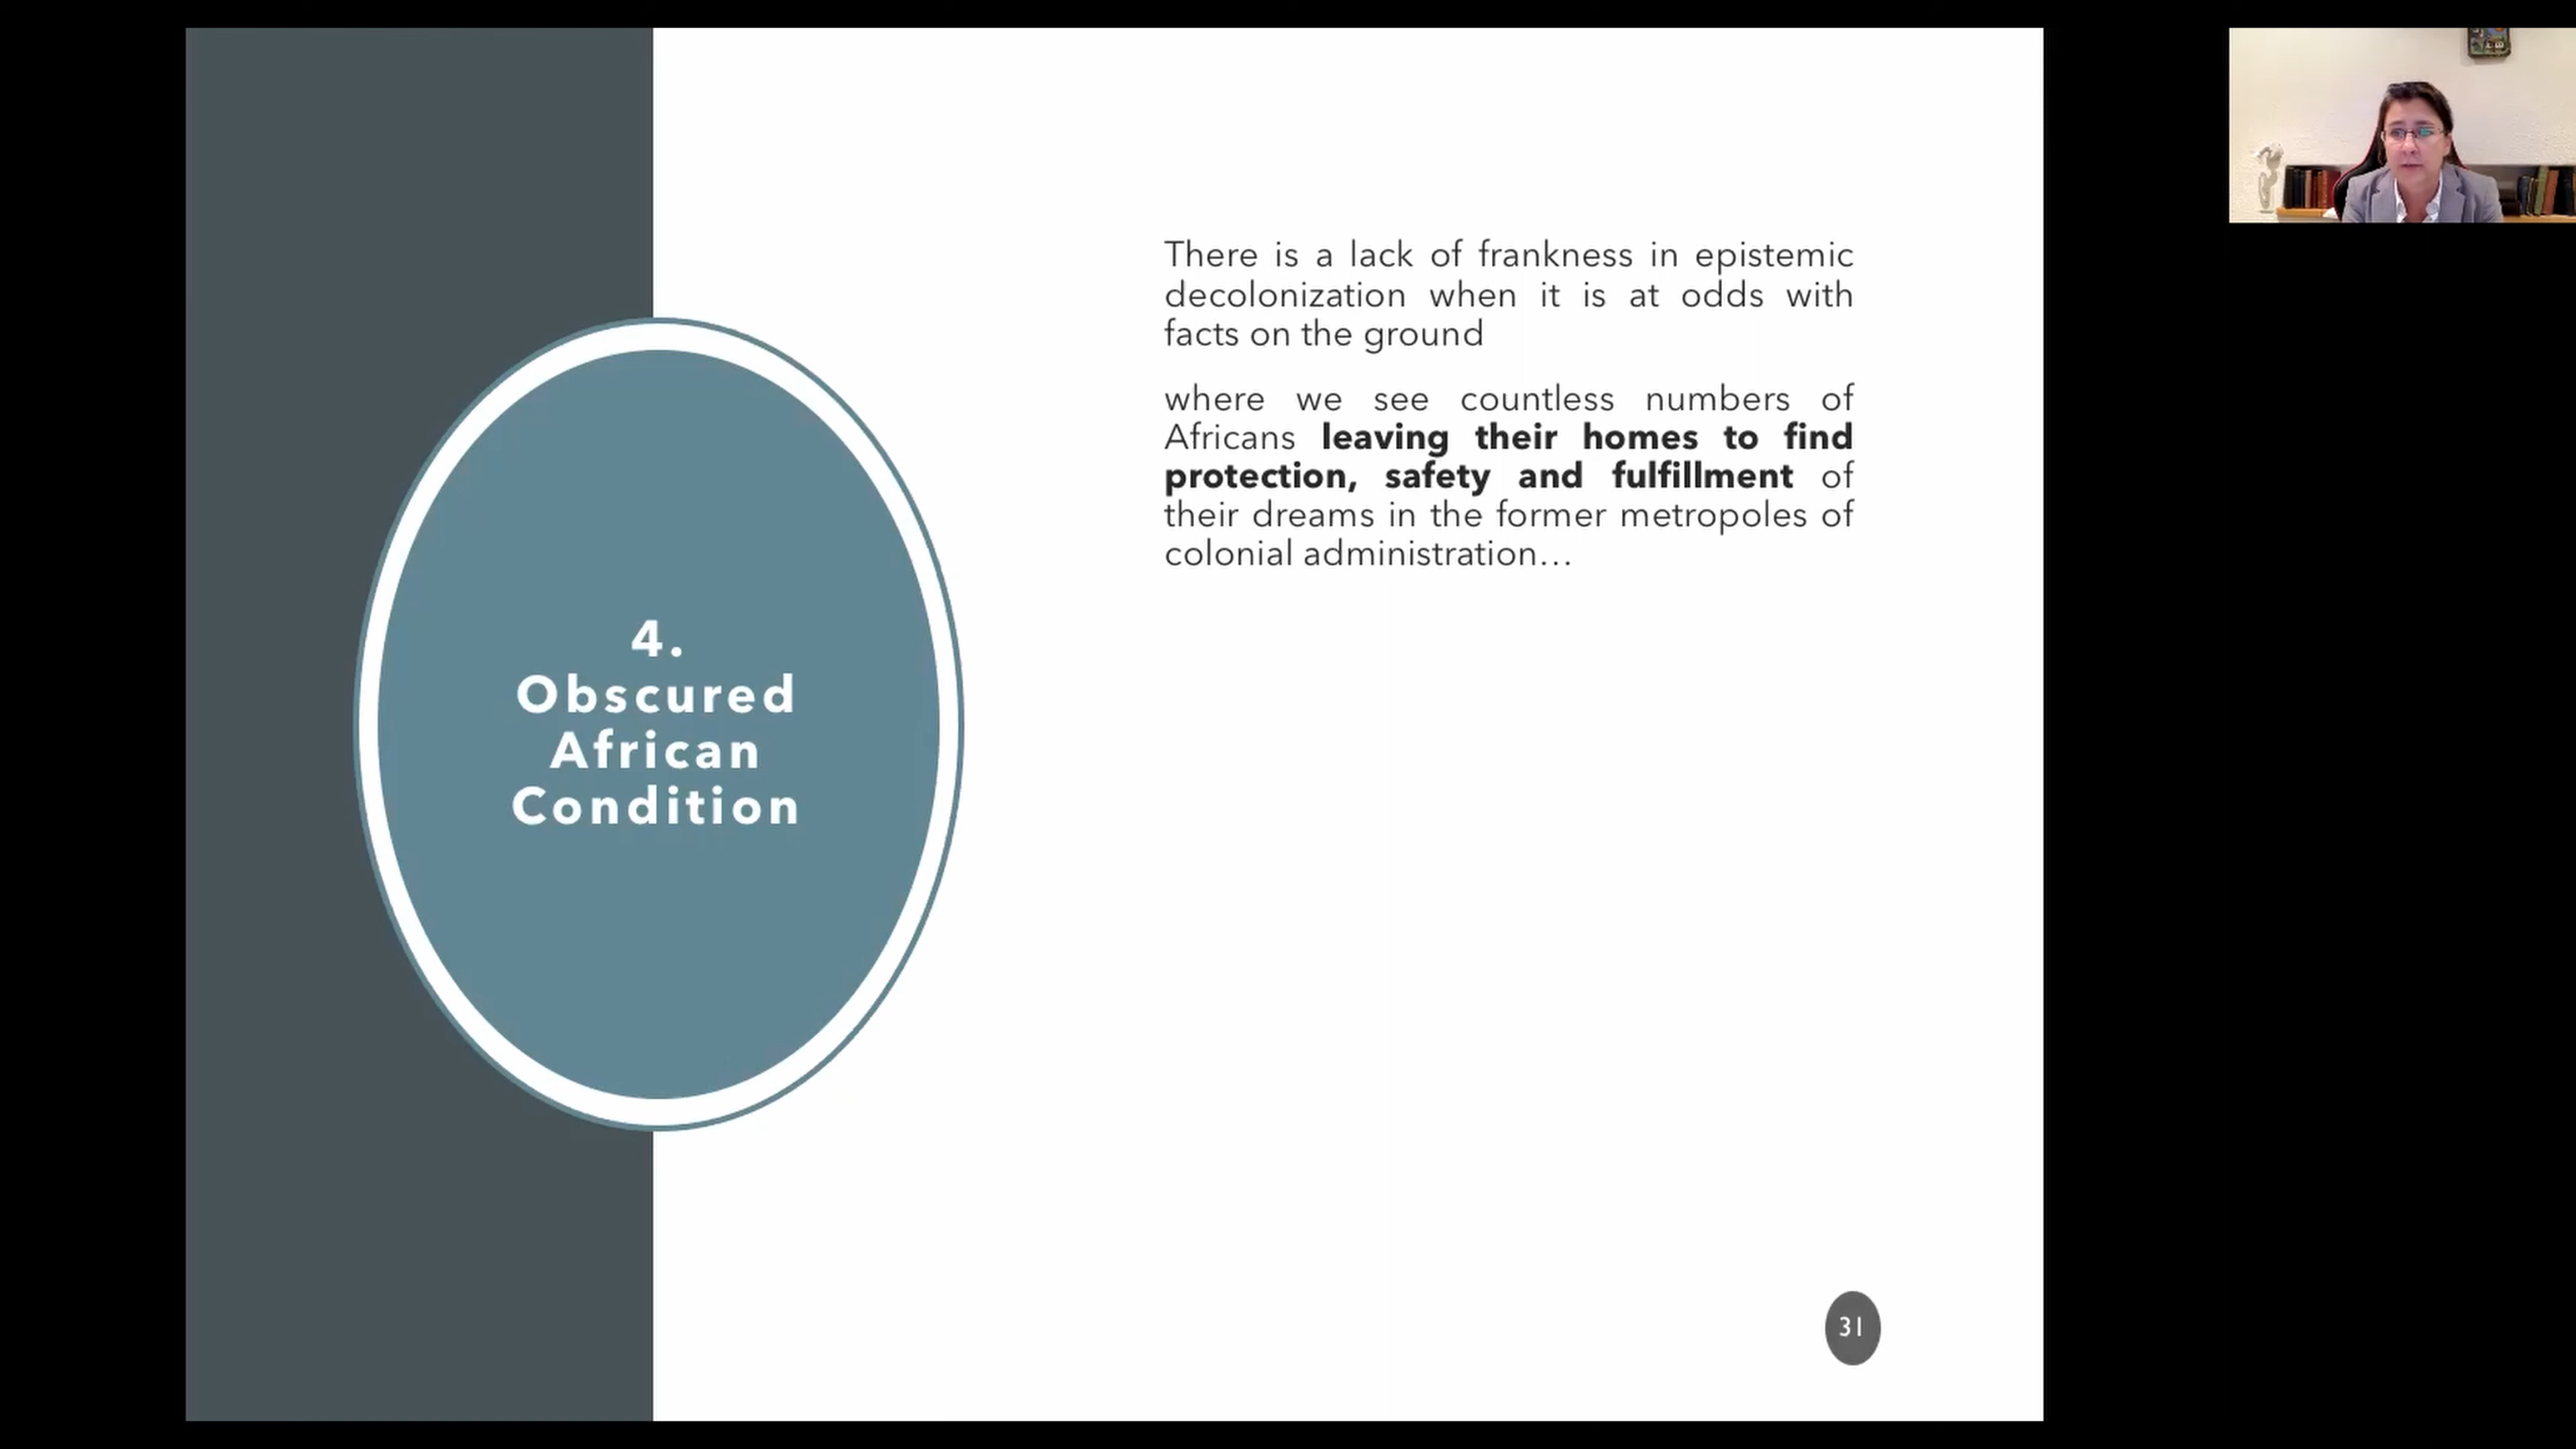 4.
Obscured
African
Condition
There is a lack of frankness in epistemic
decolonization when it is at odds with
facts on the ground
where we see countless numbers of
Africans leaving their homes to find
protection, safety and fulfillment of
their dreams in the former metropoles of
colonial administration…
31